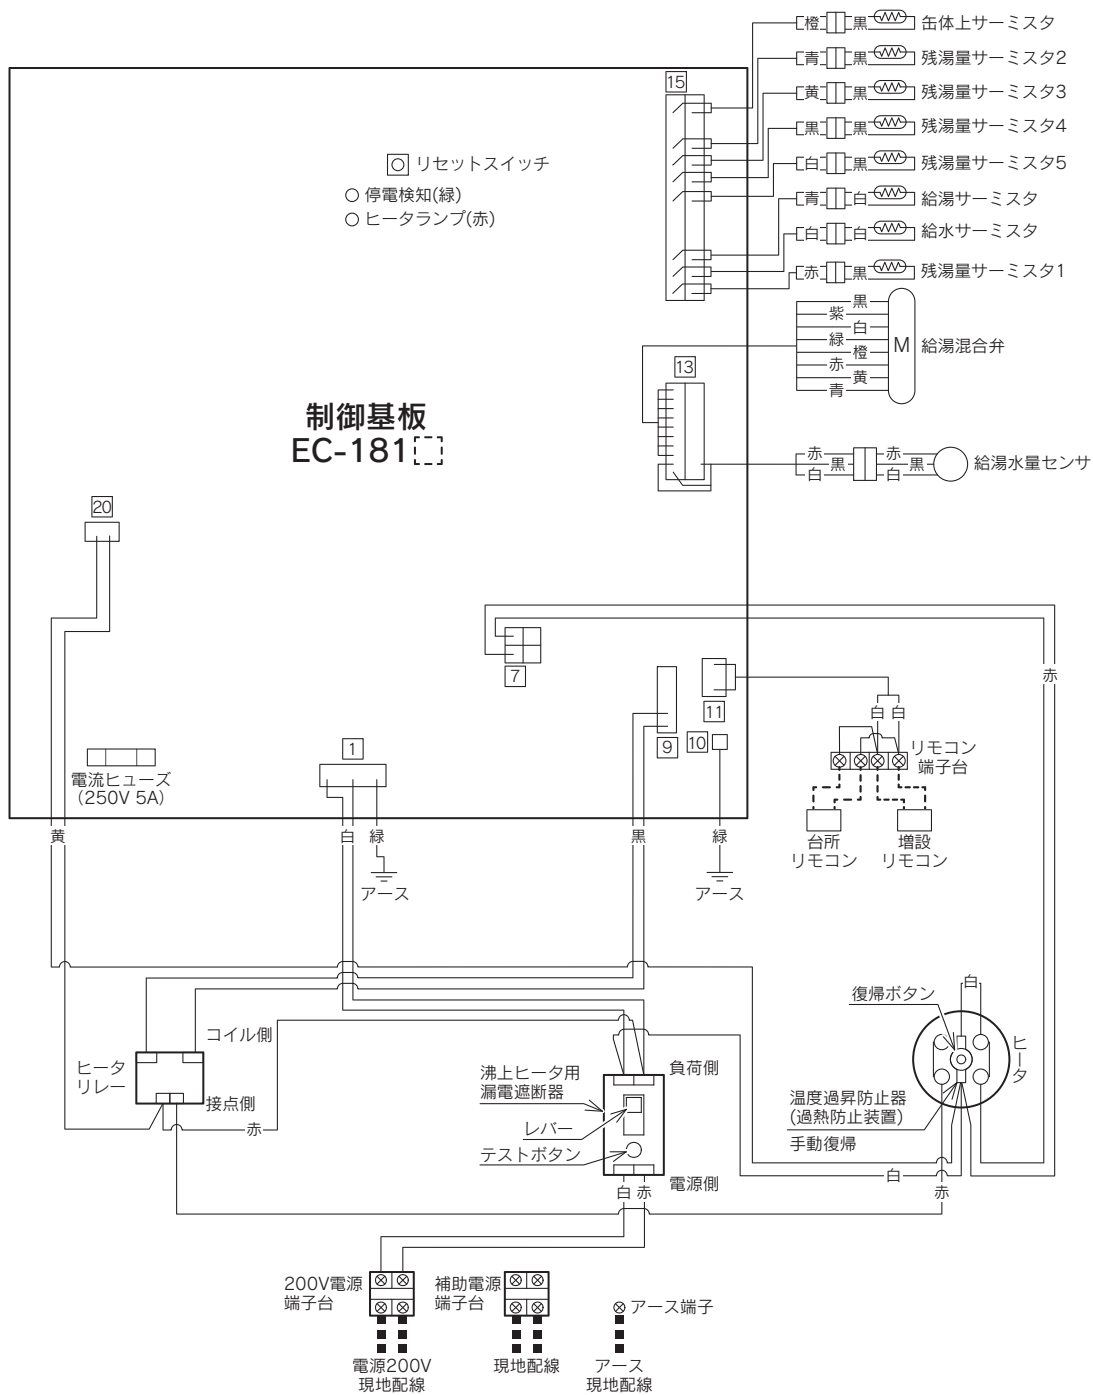 橙 黒 缶体上サーミスタ
青 黒 残湯量サーミスタ2
黄 黒 残湯量サーミスタ3
黒 黒 残湯量サーミスタ4
白 黒 残湯量サーミスタ5
青 白 給湯サーミスタ
白 白 給水サーミスタ
赤 黒 残湯量サーミスタ1
15
リセットスイッチ
停電検知(緑)
ヒータランプ(赤)
黒
紫
白
緑
橙
赤
黄
青
M 給湯混合弁
13
制御基板
EC-181
赤 赤
黒 黒 給湯水量センサ
白 白
20
7
赤
11
9 10
1
白 白
リモコン
端子台
電流ヒューズ
(250V 5A)
台所
リモコン
増設
リモコン
黄 白 緑 黒 緑
アース
アース
復帰ボタン
白
ヒータ
コイル側
ヒータ
リレー
接点側
赤
負荷側
沸上ヒータ用
漏電遮断器
レバー
テストボタン
電源側
温度過昇防止器
(過熱防止装置)
手動復帰
白
赤
白 赤
200V電源
端子台
補助電源
端子台
アース端子
電源200V
現地配線
現地配線
アース
現地配線